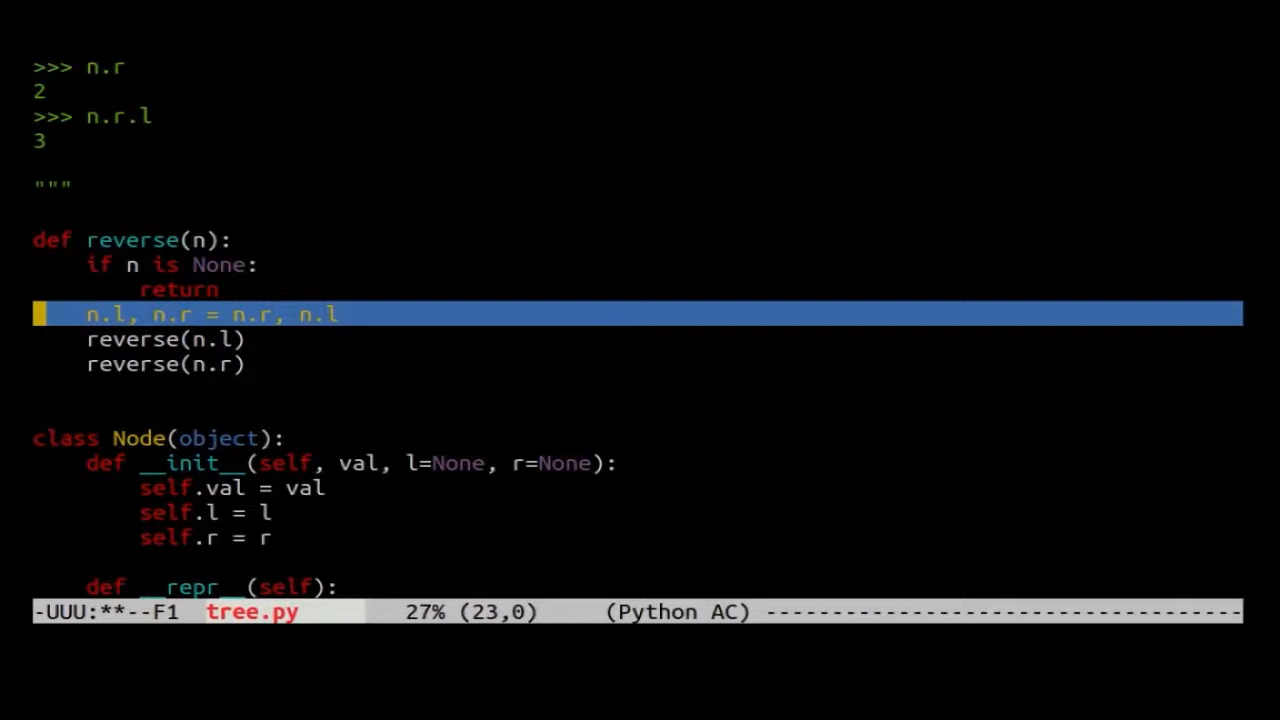 >>> n.r
2
>>> n.r.l
3
"""
def reverse(n):
    if n is None:
        return
    n.l, n.r = n.r, n.l
    reverse(n.l)
    reverse(n.r)
class Node(object):
    def __init__(self, val, l=None, r=None):
        self.val = val
        self.l = l
        self.r = r
    def __repr__(self):
-UUU:**--F1  tree.py        27% (23,0)     (Python AC) ------------------------------------